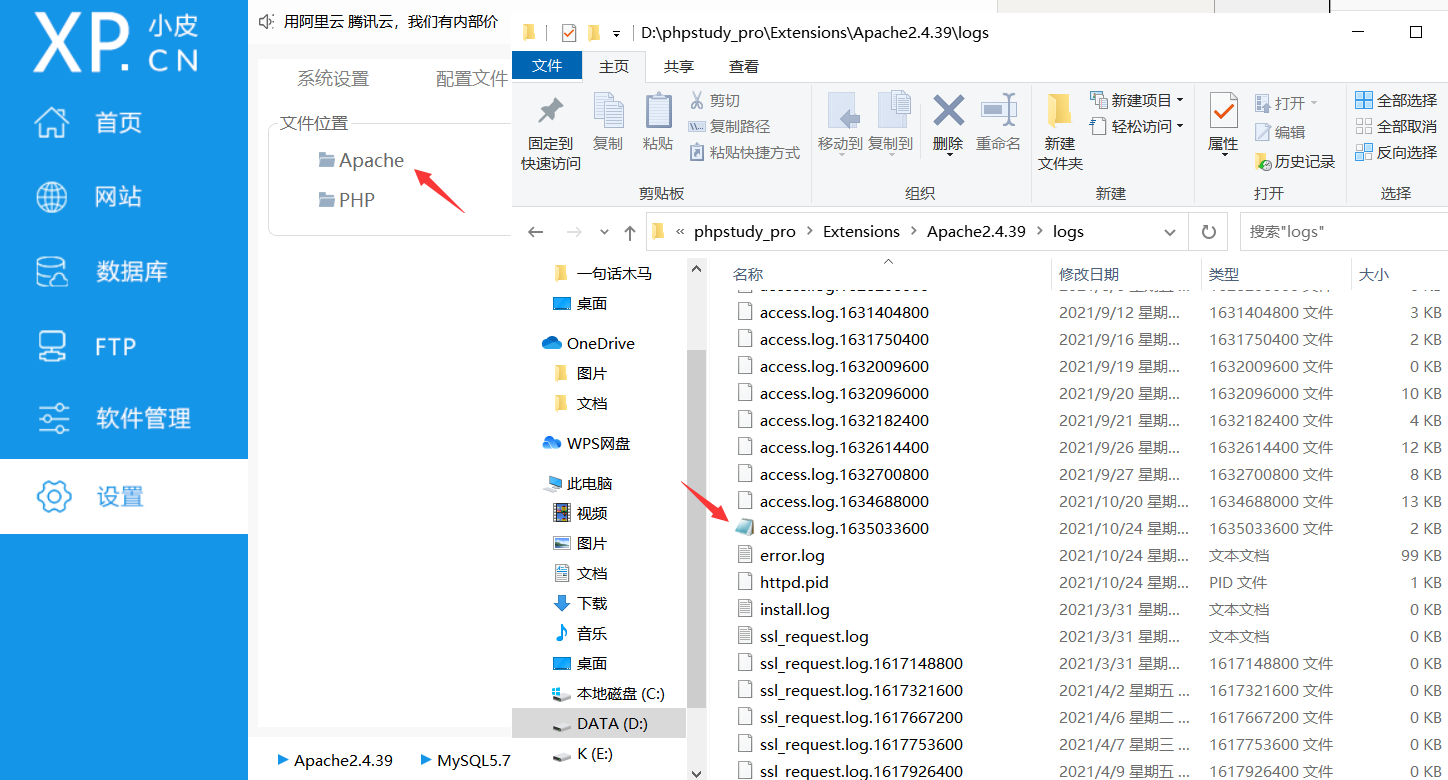 XP.小皮CN
首页
网站
数据库
FTP
软件管理
设置
用阿里云 腾讯云，我们有内部价
系统设置 配置文件
文件位置
Apache
PHP
Apache2.4.39 MySQL5.7
D:\phpstudy_pro\Extensions\Apache2.4.39\logs
文件 主页 共享 查看
固定到快速访问
复制
粘贴
剪切
复制路径
粘贴快捷方式
剪贴板
移动到 复制到 删除 重命名
组织
新建文件夹
新建项目
轻松访问
新建
属性
打开
编辑
历史记录
打开
全部选择
全部取消
反向选择
选择
« phpstudy_pro > Extensions > Apache2.4.39 > logs
搜索"logs"
一句话木马
桌面
OneDrive
图片
文档
WPS网盘
此电脑
视频
图片
文档
下载
音乐
桌面
本地磁盘 (C:)
DATA (D:)
K (E:)
名称 修改日期 类型 大小
access.log.1631404800 2021/9/12 星期... 1631404800 文件 3 KB
access.log.1631750400 2021/9/16 星期... 1631750400 文件 2 KB
access.log.1632009600 2021/9/19 星期... 1632009600 文件 0 KB
access.log.1632096000 2021/9/20 星期... 1632096000 文件 10 KB
access.log.1632182400 2021/9/21 星期... 1632182400 文件 4 KB
access.log.1632614400 2021/9/26 星期... 1632614400 文件 12 KB
access.log.1632700800 2021/9/27 星期... 1632700800 文件 8 KB
access.log.1634688000 2021/10/20 星期... 1634688000 文件 13 KB
access.log.1635033600 2021/10/24 星期... 1635033600 文件 2 KB
error.log 2021/10/24 星期... 文本文档 99 KB
httpd.pid 2021/10/24 星期... PID 文件 1 KB
install.log 2021/3/31 星期... 文本文档 0 KB
ssl_request.log 2021/3/31 星期... 文本文档 0 KB
ssl_request.log.1617148800 2021/3/31 星期... 1617148800 文件 0 KB
ssl_request.log.1617321600 2021/4/2 星期五 ... 1617321600 文件 0 KB
ssl_request.log.1617667200 2021/4/6 星期二 ... 1617667200 文件 0 KB
ssl_request.log.1617753600 2021/4/7 星期三 ... 1617753600 文件 0 KB
ssl_request.log.1617926400 2021/4/9 星期五 ... 1617926400 文件 0 KB